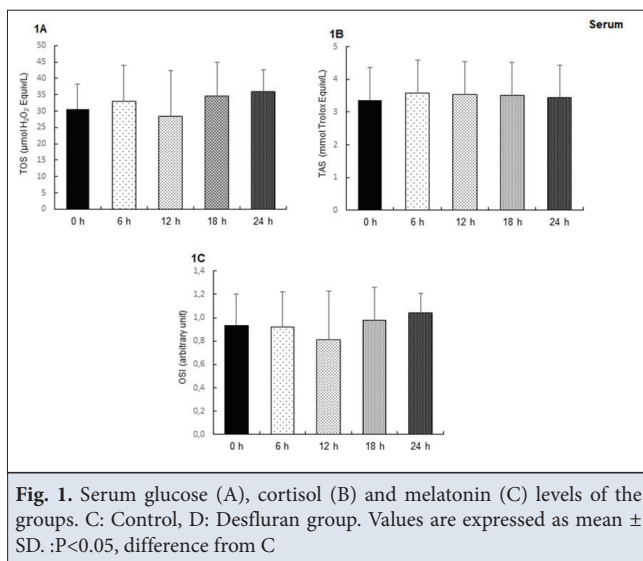 1A
50
45
40
35
30
25
20
15
10
5
0
TOS (µmol H₂O₂ Equiv/L)
0 h 6 h 12 h 18 h 24 h
Serum
1B
5
4
3
2
1
0
TAS (mmol Trolox Equiv/L)
0 h 6 h 12 h 18 h 24 h
1C
1,4
1,2
1,0
0,8
0,6
0,4
0,2
0,0
OSI (arbitrary unit)
0 h 6 h 12 h 18 h 24 h
Fig. 1. Serum glucose (A), cortisol (B) and melatonin (C) levels of the
groups. C: Control, D: Desfluran group. Values are expressed as mean ±
SD. :P<0.05, difference from C